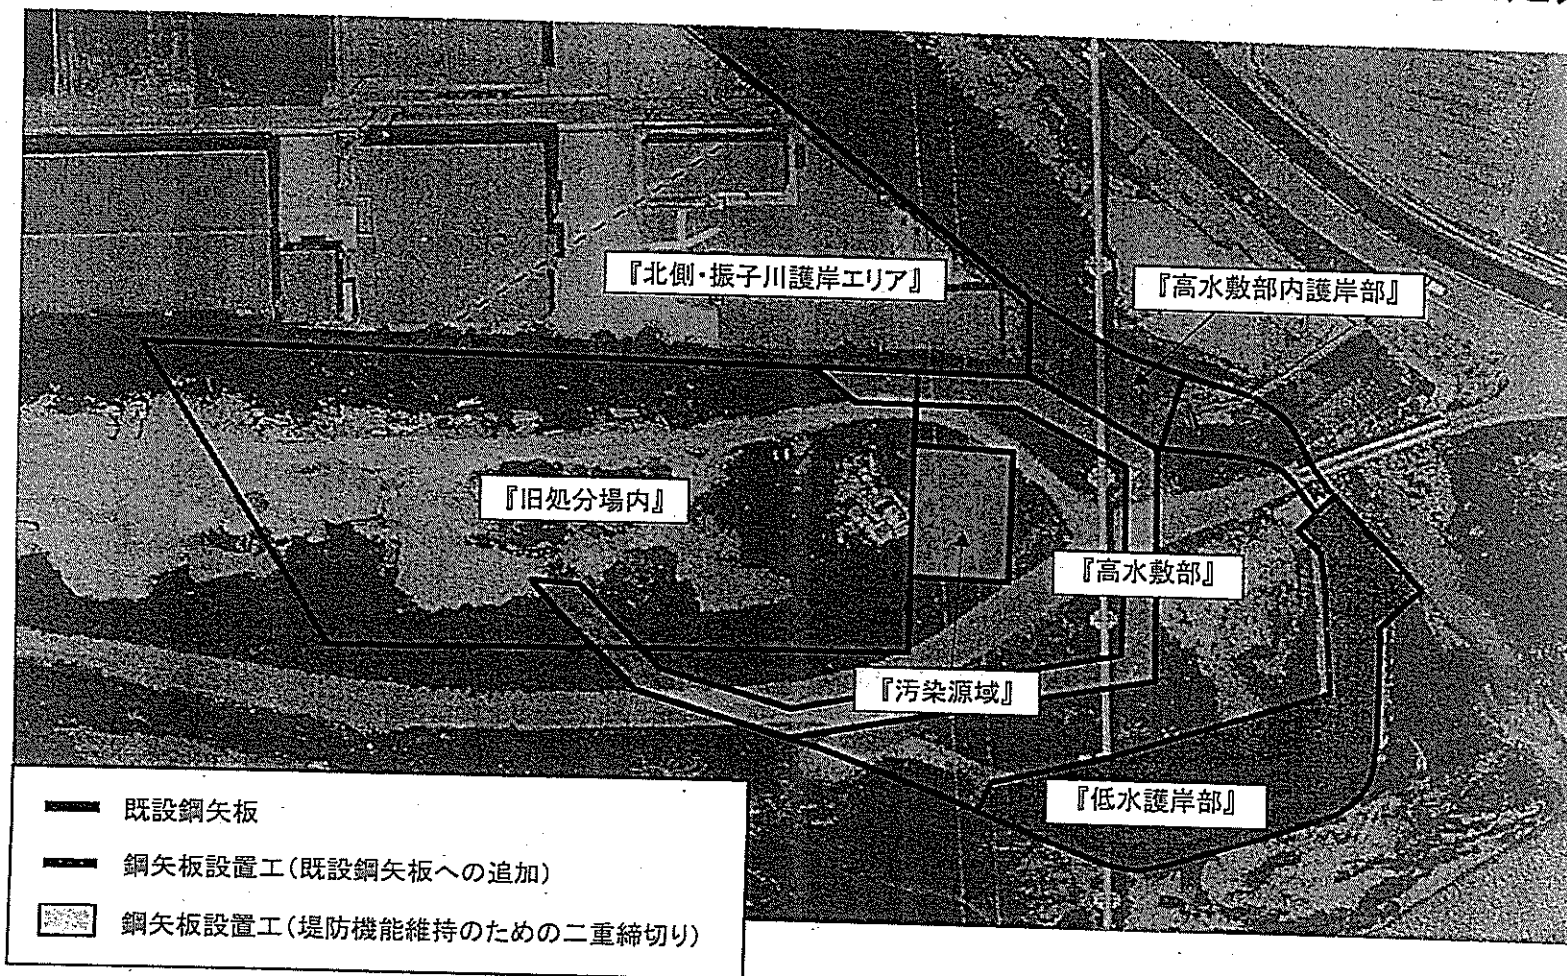 『北側・振子川護岸エリア』
『高水敷部内護岸部』
『旧処分場内』
『高水敷部』
『汚染源域』
『低水護岸部』
既設鋼矢板
鋼矢板設置工(既設鋼矢板への追加)
鋼矢板設置工(堤防機能維持のための二重締切り)